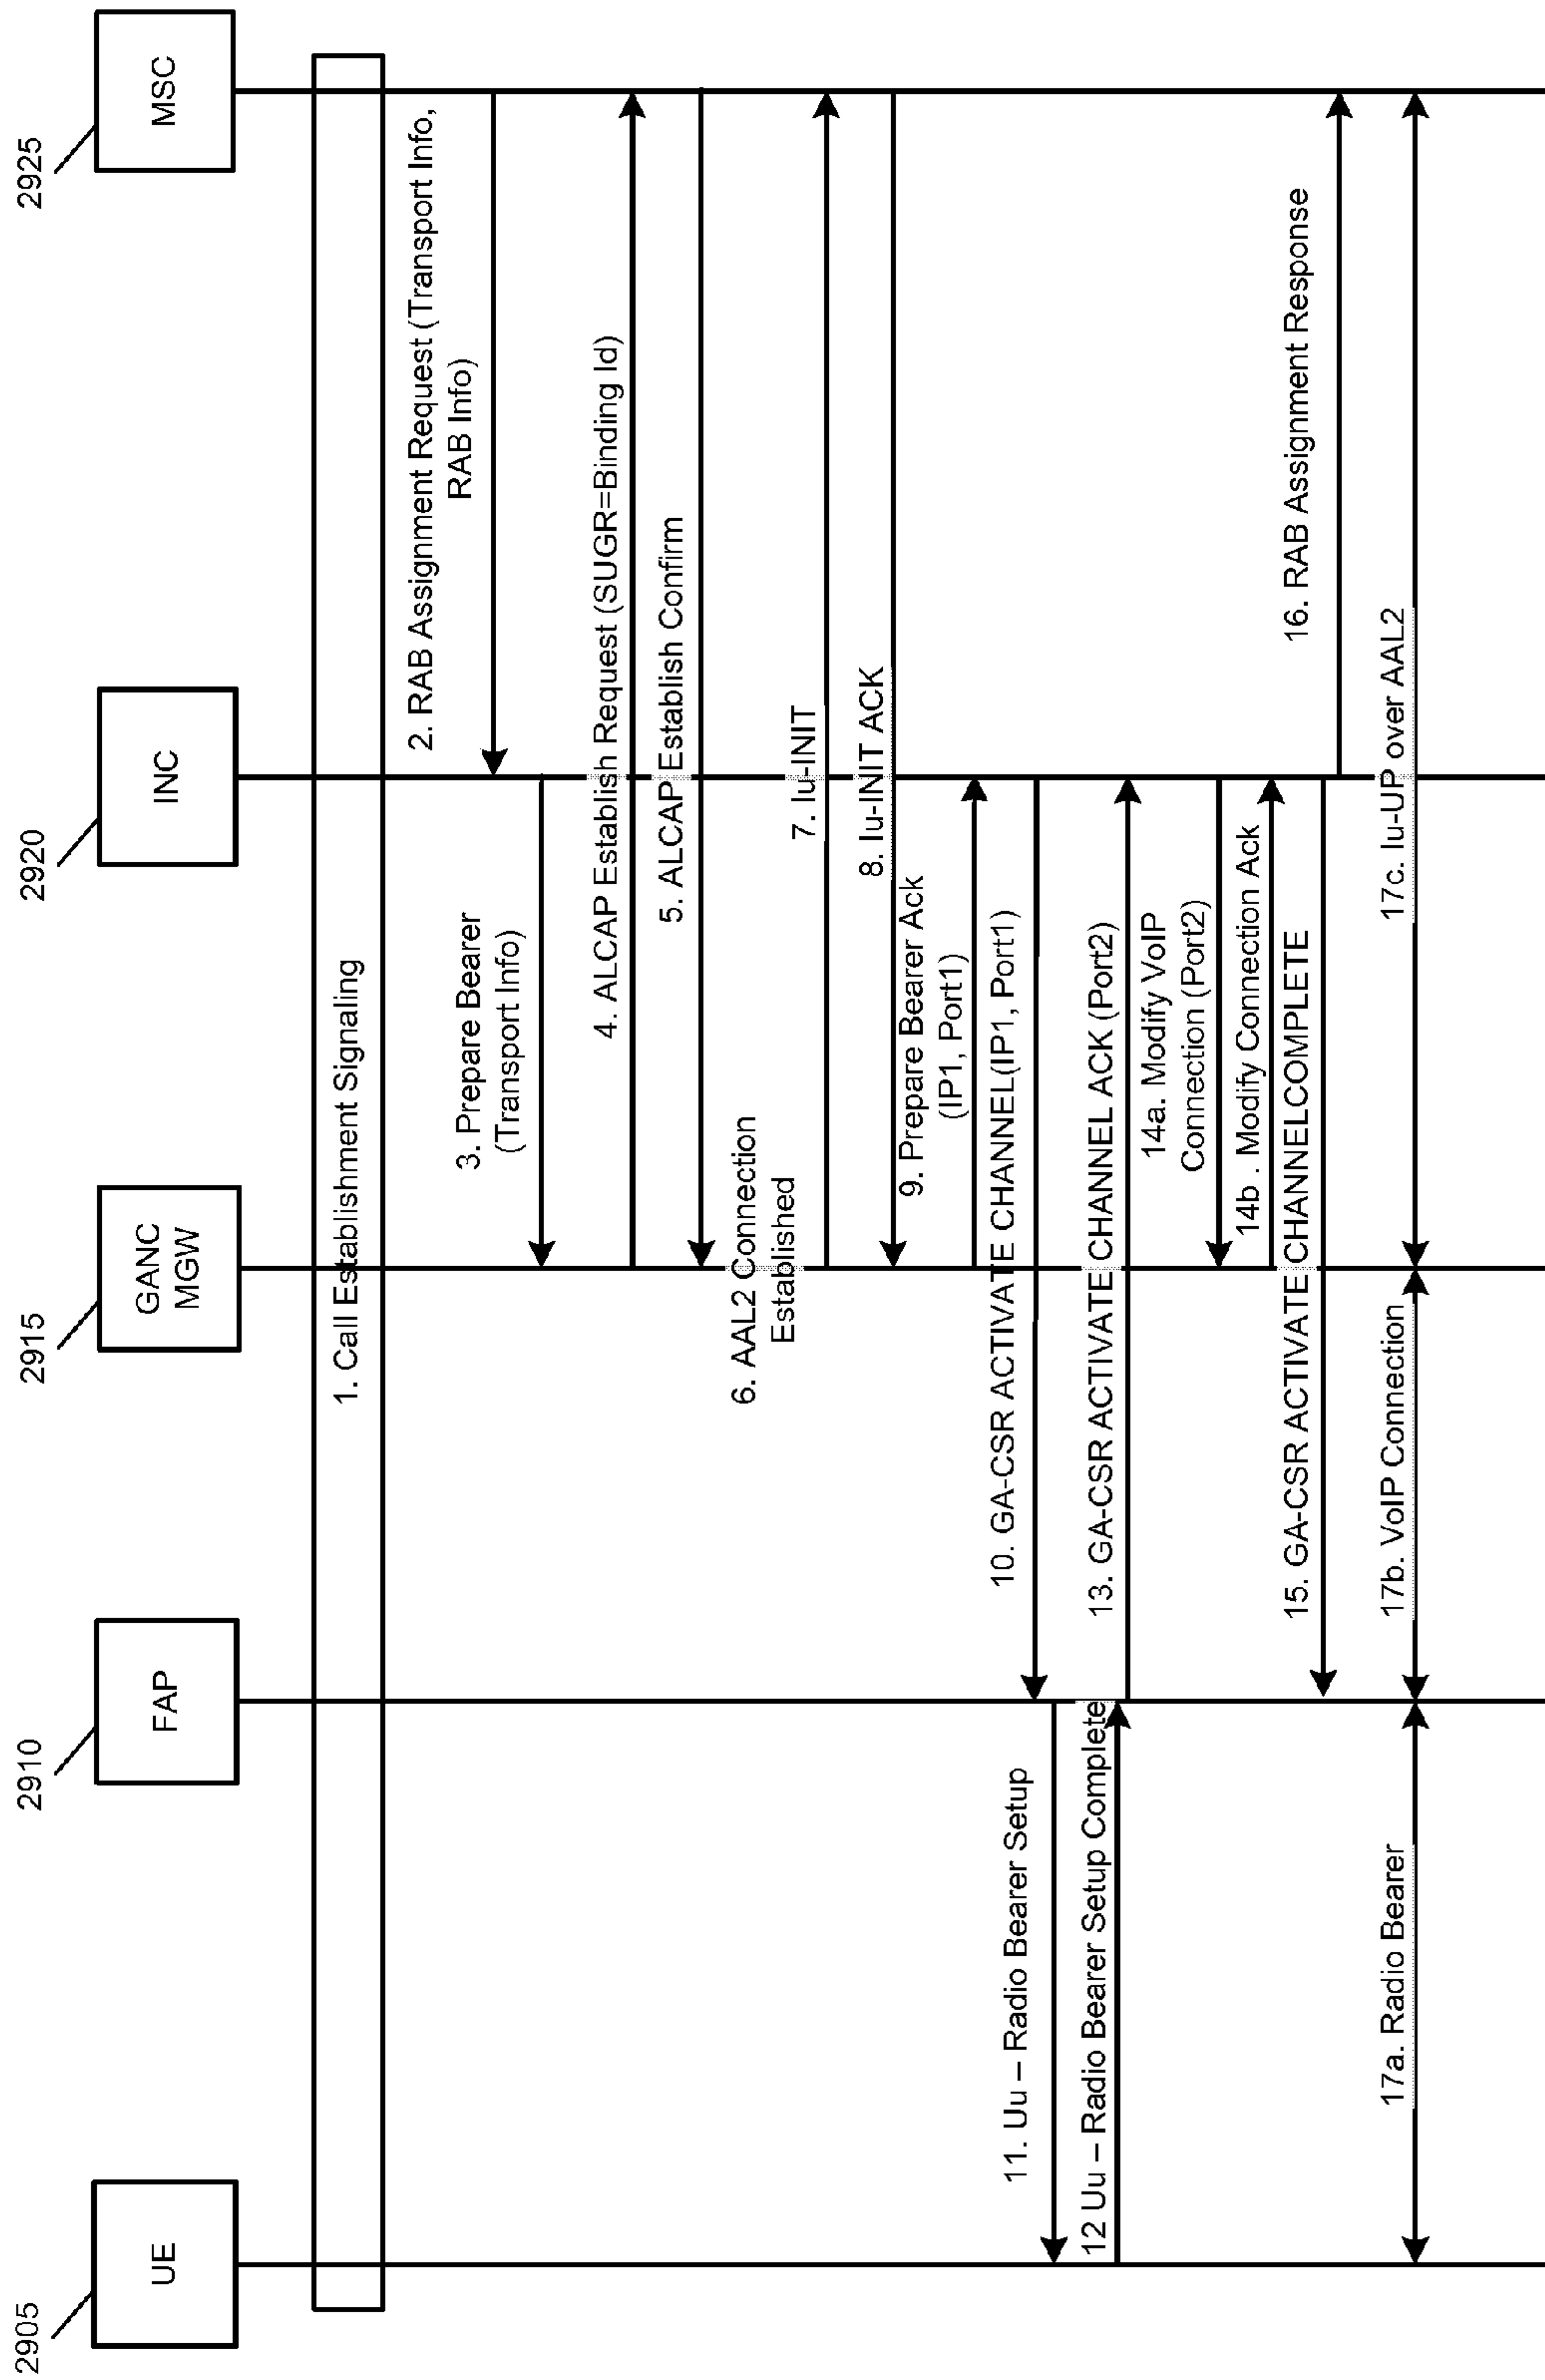 2905
2910
2915
2920
2925
UE
FAP
GANC
MGW
INC
MSC
1. Call Establishment Signaling
2. RAB Assignment Request (Transport Info,
RAB Info)
3. Prepare Bearer
(Transport Info)
4. ALCAP Establish Request (SUGR=Binding Id)
5. ALCAP Establish Confirm
6. AAL2 Connection
Established
7. Iu-INIT
8. Iu-INIT ACK
9. Prepare Bearer Ack
(IP1, Port1)
10. GA-CSR ACTIVATE CHANNEL(IP1, Port1)
11. Uu – Radio Bearer Setup
12 Uu – Radio Bearer Setup Complete
13. GA-CSR ACTIVATE CHANNEL ACK (Port2)
14a. Modify VoIP
Connection (Port2)
14b . Modify Connection Ack
15. GA-CSR ACTIVATE CHANNELCOMPLETE
16. RAB Assignment Response
17a. Radio Bearer
17b. VoIP Connection
17c. Iu-UP over AAL2